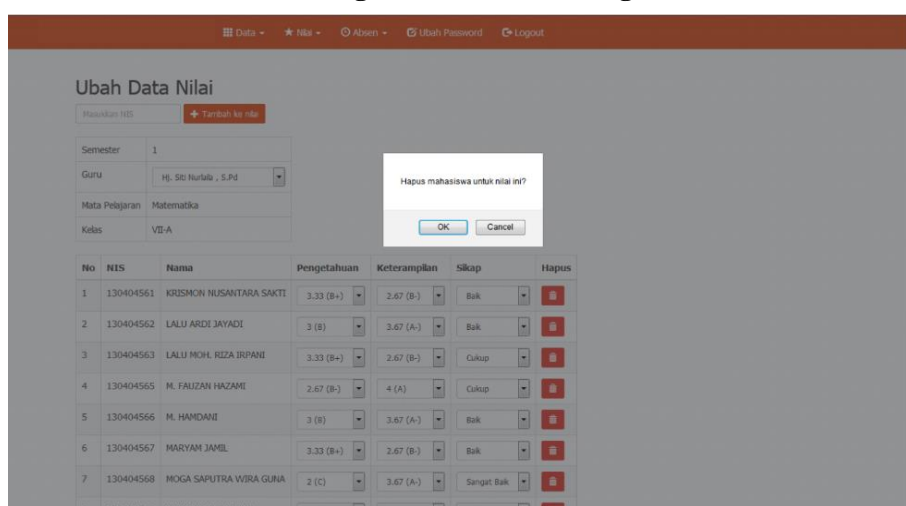 Data Nilai Absen Ubah Password Logout
Ubah Data Nilai
Masukkan NIS Tambah ke nilai
Semester 1
Guru Hj. Siti Nurlaila , S.Pd
Mata Pelajaran Matematika
Kelas VII-A
Hapus mahasiswa untuk nilai ini?
OK Cancel
No NIS Nama Pengetahuan Keterampilan Sikap Hapus
1 130404561 KRISMON NUSANTARA SAKTI 3.33 (B+) 2.67 (B-) Baik
2 130404562 LALU ARDI JAYADI 3 (B) 3.67 (A-) Baik
3 130404563 LALU MOH. RIZA IRPANI 3.33 (B+) 2.67 (B-) Cukup
4 130404565 M. FAUZAN HAZAMI 2.67 (B-) 4 (A) Cukup
5 130404566 M. HAMDANI 3 (B) 3.67 (A-) Baik
6 130404567 MARYAM JAMIL 3.33 (B+) 2.67 (B-) Baik
7 130404568 MOGA SAPUTRA WIRA GUNA 2 (C) 3.67 (A-) Sangat Baik